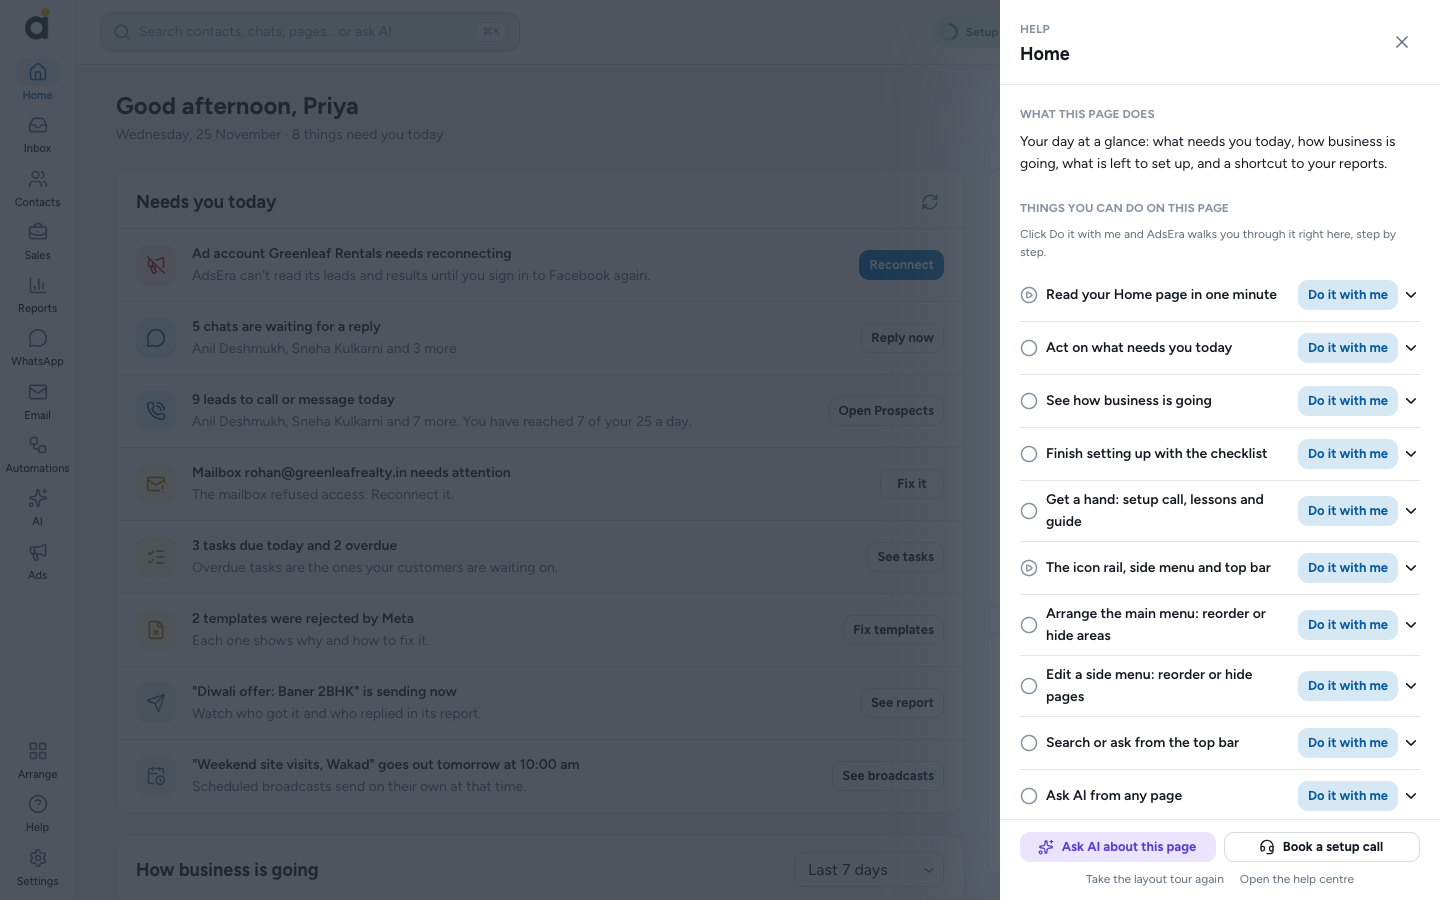 a
Search contacts, chats, pages... or ask AI
⌘K
Setup
Home
Inbox
Contacts
Sales
Reports
WhatsApp
Email
Automations
AI
Ads
Arrange
Help
Settings
Good afternoon, Priya
Wednesday, 25 November · 8 things need you today
Needs you today
Ad account Greenleaf Rentals needs reconnecting
AdsEra can't read its leads and results until you sign in to Facebook again.
Reconnect
5 chats are waiting for a reply
Anil Deshmukh, Sneha Kulkarni and 3 more
Reply now
9 leads to call or message today
Anil Deshmukh, Sneha Kulkarni and 7 more. You have reached 7 of your 25 a day.
Open Prospects
Mailbox rohan@greenleafrealty.in needs attention
The mailbox refused access. Reconnect it.
Fix it
3 tasks due today and 2 overdue
Overdue tasks are the ones your customers are waiting on.
See tasks
2 templates were rejected by Meta
Each one shows why and how to fix it.
Fix templates
"Diwali offer: Baner 2BHK" is sending now
Watch who got it and who replied in its report.
See report
"Weekend site visits, Wakad" goes out tomorrow at 10:00 am
Scheduled broadcasts send on their own at that time.
See broadcasts
How business is going
Last 7 days
HELP
Home
WHAT THIS PAGE DOES
Your day at a glance: what needs you today, how business is
going, what is left to set up, and a shortcut to your reports.
THINGS YOU CAN DO ON THIS PAGE
Click Do it with me and AdsEra walks you through it right here, step by
step.
Read your Home page in one minute
Do it with me
Act on what needs you today
Do it with me
See how business is going
Do it with me
Finish setting up with the checklist
Do it with me
Get a hand: setup call, lessons and
guide
Do it with me
The icon rail, side menu and top bar
Do it with me
Arrange the main menu: reorder or
hide areas
Do it with me
Edit a side menu: reorder or hide
pages
Do it with me
Search or ask from the top bar
Do it with me
Ask AI from any page
Do it with me
Ask AI about this page
Book a setup call
Take the layout tour again
Open the help centre